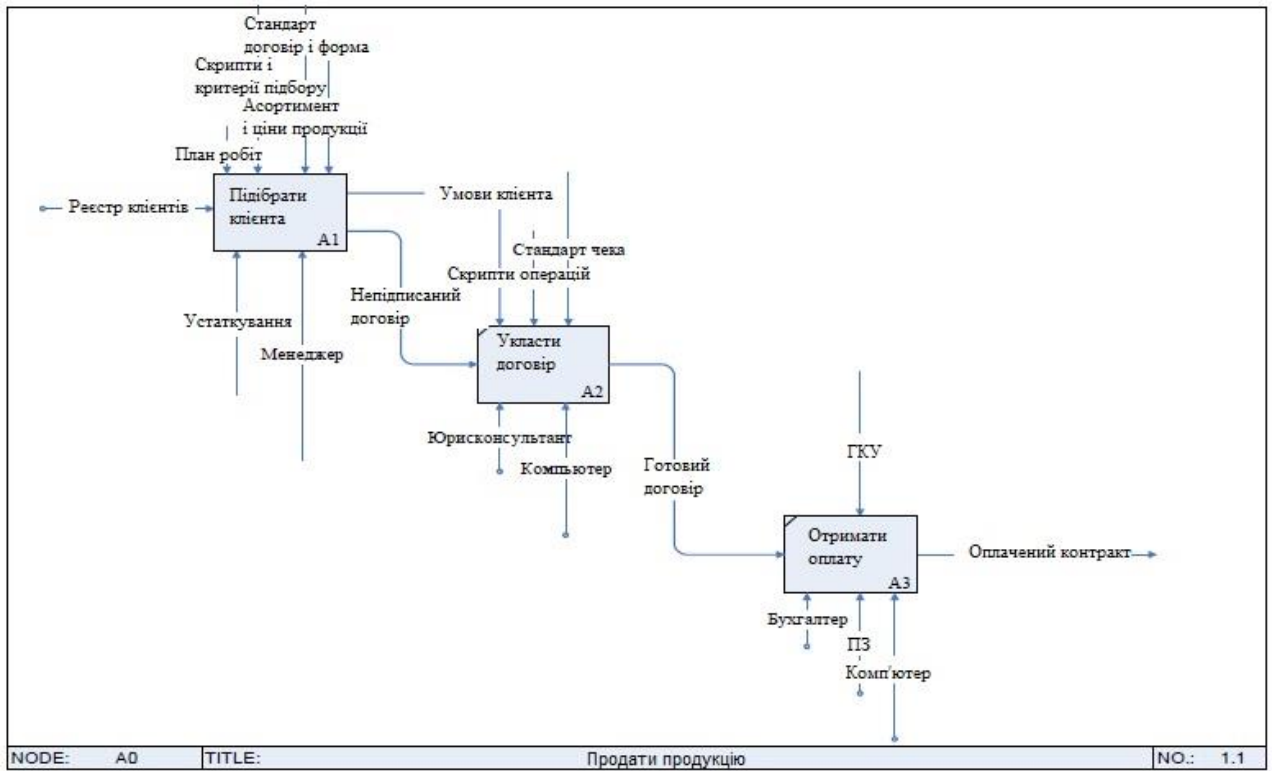 Стандарт
договір і форма
Скрипти і
критерії підбору
Асортимент
і ціни продукції
План робіт
Реєстр клієнтів
Підібрати
клієнта
A1
Умови клієнта
Стандарт чека
Скрипти операцій
Непідписаний
договір
Устаткування
Менеджер
Укласти
договір
A2
Юрисконсультант
Компьютер
Готовий
договір
ГКУ
Отримати
оплату
A3
Оплачений контракт
Бухгалтер
ПЗ
Комп'ютер
NODE: A0 TITLE: Продати продукцію NO.: 1.1